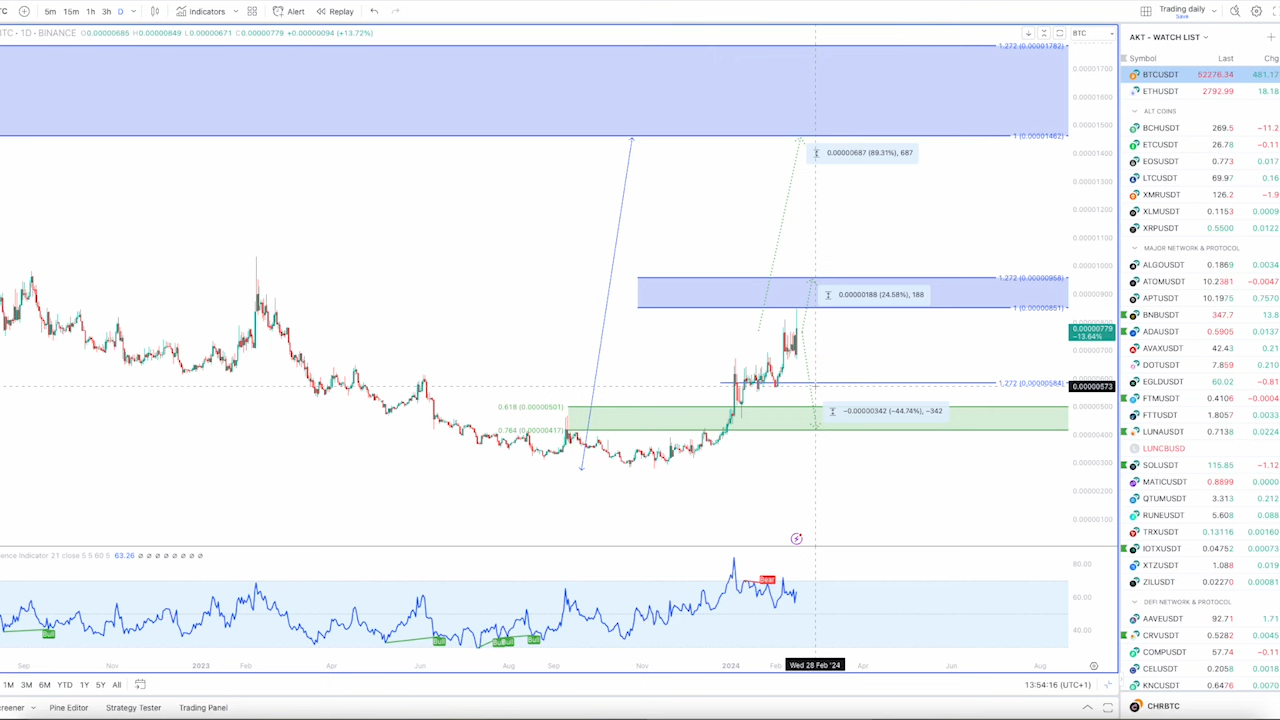 TC 5m 15m 1h 3h D Indicators Alert Replay Trading daily
Save
ITC · 1D · BINANCE O0.00000685 H0.00000849 L0.00000671 C0.00000779 +0.00000094 (+13.72%)
BTC
1.272 (0.00001782)
0.00001700
0.00001600
0.00001500
1 (0.00001462)
0.00000687 (89.31%), 687
0.00001400
0.00001300
0.00001200
0.00001100
0.00001000
1.272 (0.00000958)
0.00000188 (24.58%), 188
0.00000900
1 (0.00000851)
0.00000779
−13.64%
0.00000700
1.272 (0.00000584)
0.00000573
0.618 (0.00000501)
0.00000500
−0.00000342 (−44.74%), −342
0.764 (0.00000417)
0.00000400
0.00000300
0.00000200
0.00000100
ence Indicator 21 close 5 5 60 5 63.26 ∅ ∅ ∅ ∅ ∅ ∅ ∅ ∅
80.00
Bear
60.00
40.00
Bull
Bull
Bull
Bull
Sep Nov 2023 Feb Apr Jun Aug Sep Nov 2024 Feb Wed 28 Feb '24 Apr Jun Aug
1M 3M 6M YTD 1Y 5Y All 13:54:16 (UTC+1)
creener Pine Editor Strategy Tester Trading Panel
AKT - WATCH LIST
Symbol Last Chg
BTCUSDT 52276.34 481.17
ETHUSDT 2792.99 18.18
ALT COINS
BCHUSDT 269.5 −11.2
ETCUSDT 26.78 −0.11
EOSUSDT 0.773 0.017
LTCUSDT 69.97 0.16
XMRUSDT 126.2 −1.9
XLMUSDT 0.1153 0.0009
XRPUSDT 0.5500 0.0122
MAJOR NETWORK & PROTOCOL
ALGOUSDT 0.1869 0.0034
ATOMUSDT 10.2381 −0.0047
APTUSDT 10.1975 0.7570
BNBUSDT 347.7 13.8
ADAUSDT 0.5905 0.0137
AVAXUSDT 42.43 0.21
DOTUSDT 7.859 0.210
EGLDUSDT 60.02 −0.81
FTMUSDT 0.4106 −0.0004
FTTUSDT 1.8057 0.0033
LUNAUSDT 0.7138 0.0224
LUNCBUSD
SOLUSDT 115.85 −1.12
MATICUSDT 0.8899 0.0000
QTUMUSDT 3.313 0.212
RUNEUSDT 5.608 0.088
TRXUSDT 0.13116 0.00160
IOTXUSDT 0.04752 0.00073
XTZUSDT 1.088 0.019
ZILUSDT 0.02270 0.00081
DEFI NETWORK & PROTOCOL
AAVEUSDT 92.71 1.71
CRVUSDT 0.5282 0.0045
COMPUSDT 57.74 −0.11
CELUSDT 0.2058 0.0018
KNCUSDT 0.6476 0.0070
CHRBTC